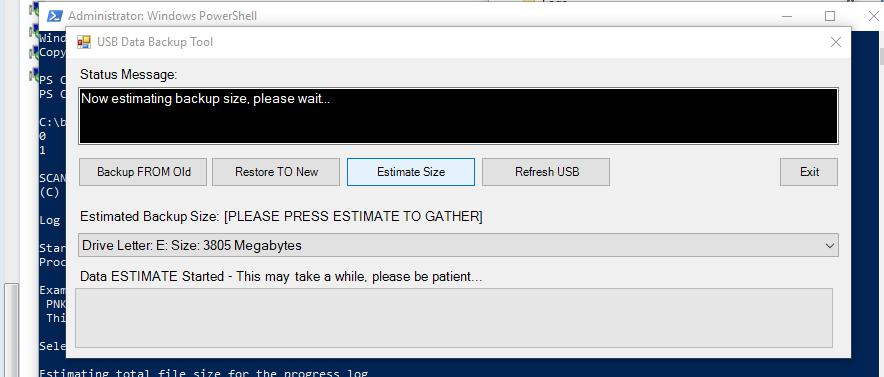 Administrator: Windows PowerShell
USB Data Backup Tool
Status Message:
Now estimating backup size, please wait...
Backup FROM Old
Restore TO New
Estimate Size
Refresh USB
Exit
Estimated Backup Size: [PLEASE PRESS ESTIMATE TO GATHER]
Drive Letter: E: Size: 3805 Megabytes
Data ESTIMATE Started - This may take a while, please be patient...
Wind
Copy
PS C
PS C
C:\b
0
1
SCAN
(C)
Log
Star
Proc
Exam
PNK
Thi
Sele
Estimating total file size for the progress log